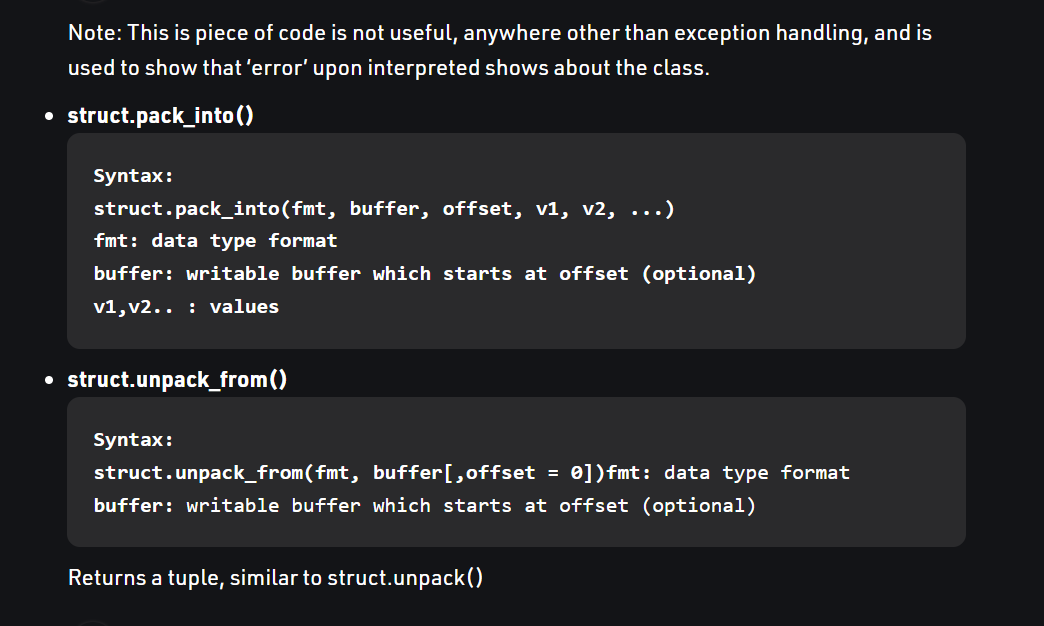 Note: This is piece of code is not useful, anywhere other than exception handling, and is
used to show that ‘error’ upon interpreted shows about the class.
• struct.pack_into()
Syntax:
struct.pack_into(fmt, buffer, offset, v1, v2, ...)
fmt: data type format
buffer: writable buffer which starts at offset (optional)
v1,v2.. : values
• struct.unpack_from()
Syntax:
struct.unpack_from(fmt, buffer[,offset = 0])fmt: data type format
buffer: writable buffer which starts at offset (optional)
Returns a tuple, similar to struct.unpack()